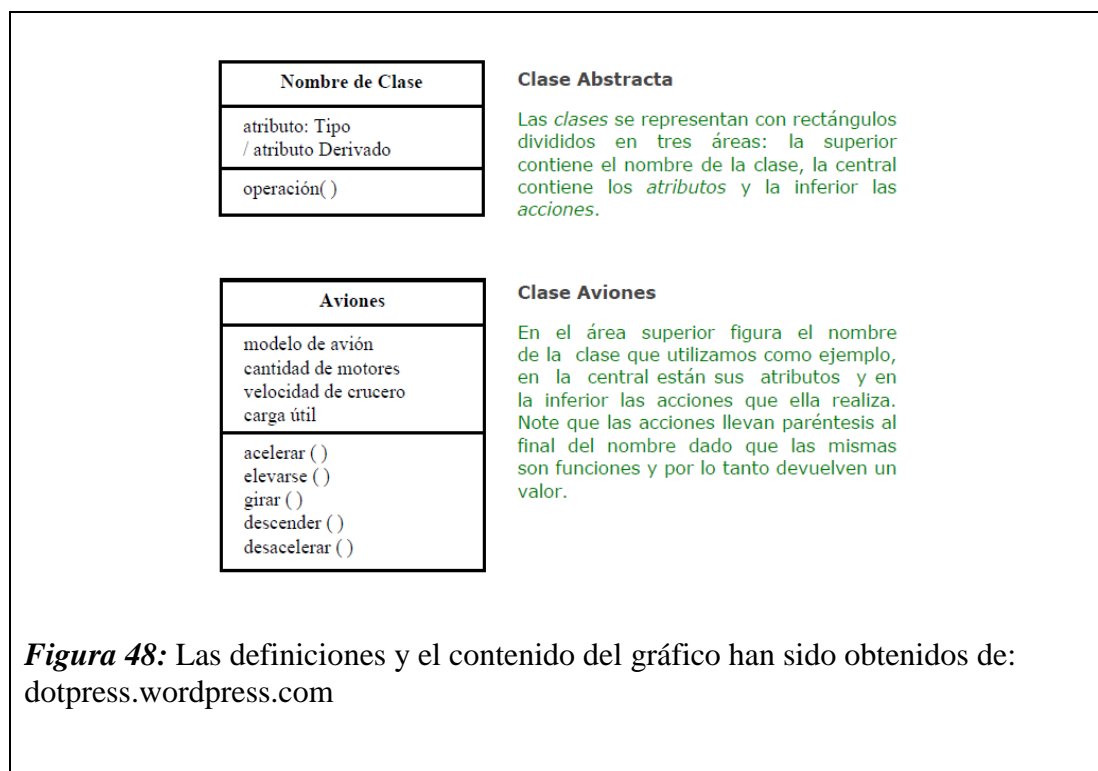 Nombre de Clase
atributo: Tipo
/ atributo Derivado
operación( )
Clase Abstracta
Las clases se representan con rectángulos
divididos en tres áreas: la superior
contiene el nombre de la clase, la central
contiene los atributos y la inferior las
acciones.
Aviones
modelo de avión
cantidad de motores
velocidad de crucero
carga útil
acelerar ( )
elevarse ( )
girar ( )
descender ( )
desacelerar ( )
Clase Aviones
En el área superior figura el nombre
de la clase que utilizamos como ejemplo,
en la central están sus atributos y en
la inferior las acciones que ella realiza.
Note que las acciones llevan paréntesis al
final del nombre dado que las mismas
son funciones y por lo tanto devuelven un
valor.
Figura 48: Las definiciones y el contenido del gráfico han sido obtenidos de:
dotpress.wordpress.com